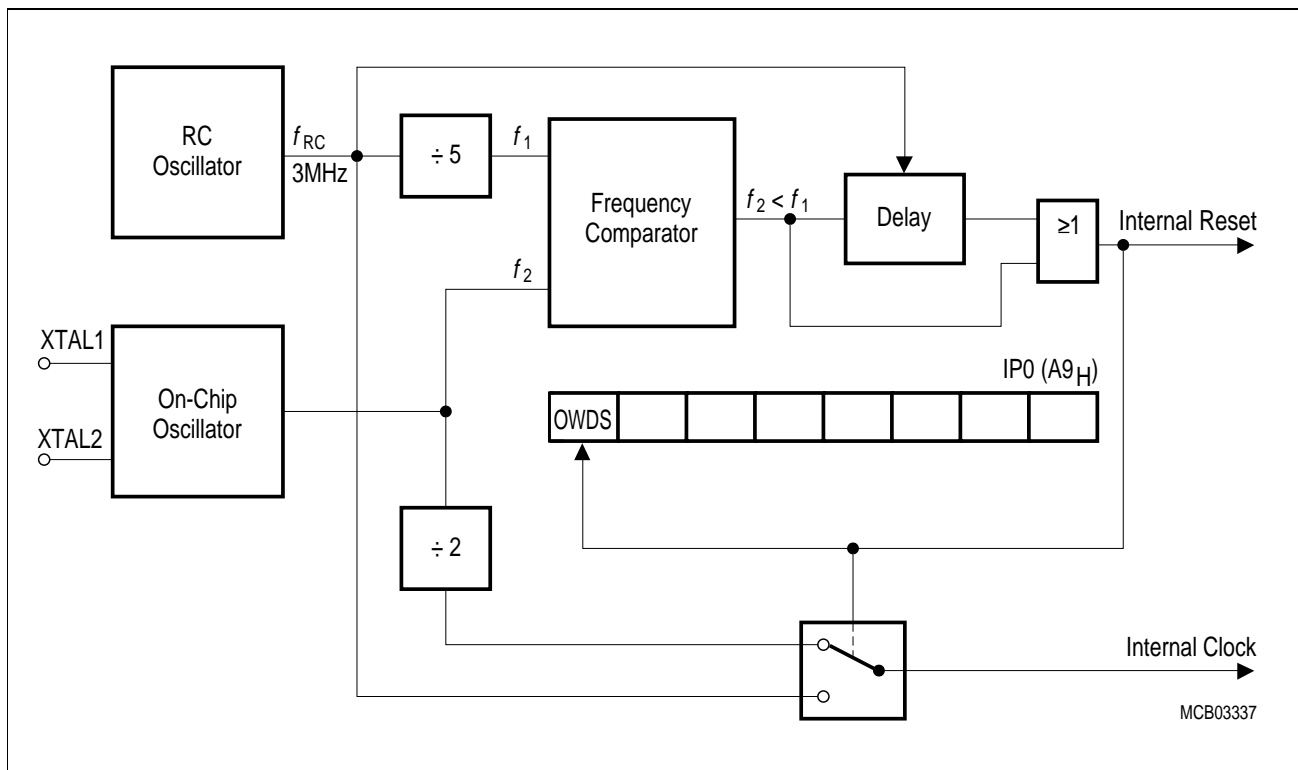 RC
Oscillator
fRC
3MHz
÷ 5
f1
Frequency
Comparator
f2 < f1
Delay
≥1
Internal Reset
f2
XTAL1
On-Chip
Oscillator
XTAL2
IP0 (A9H)
OWDS
÷ 2
Internal Clock
MCB03337